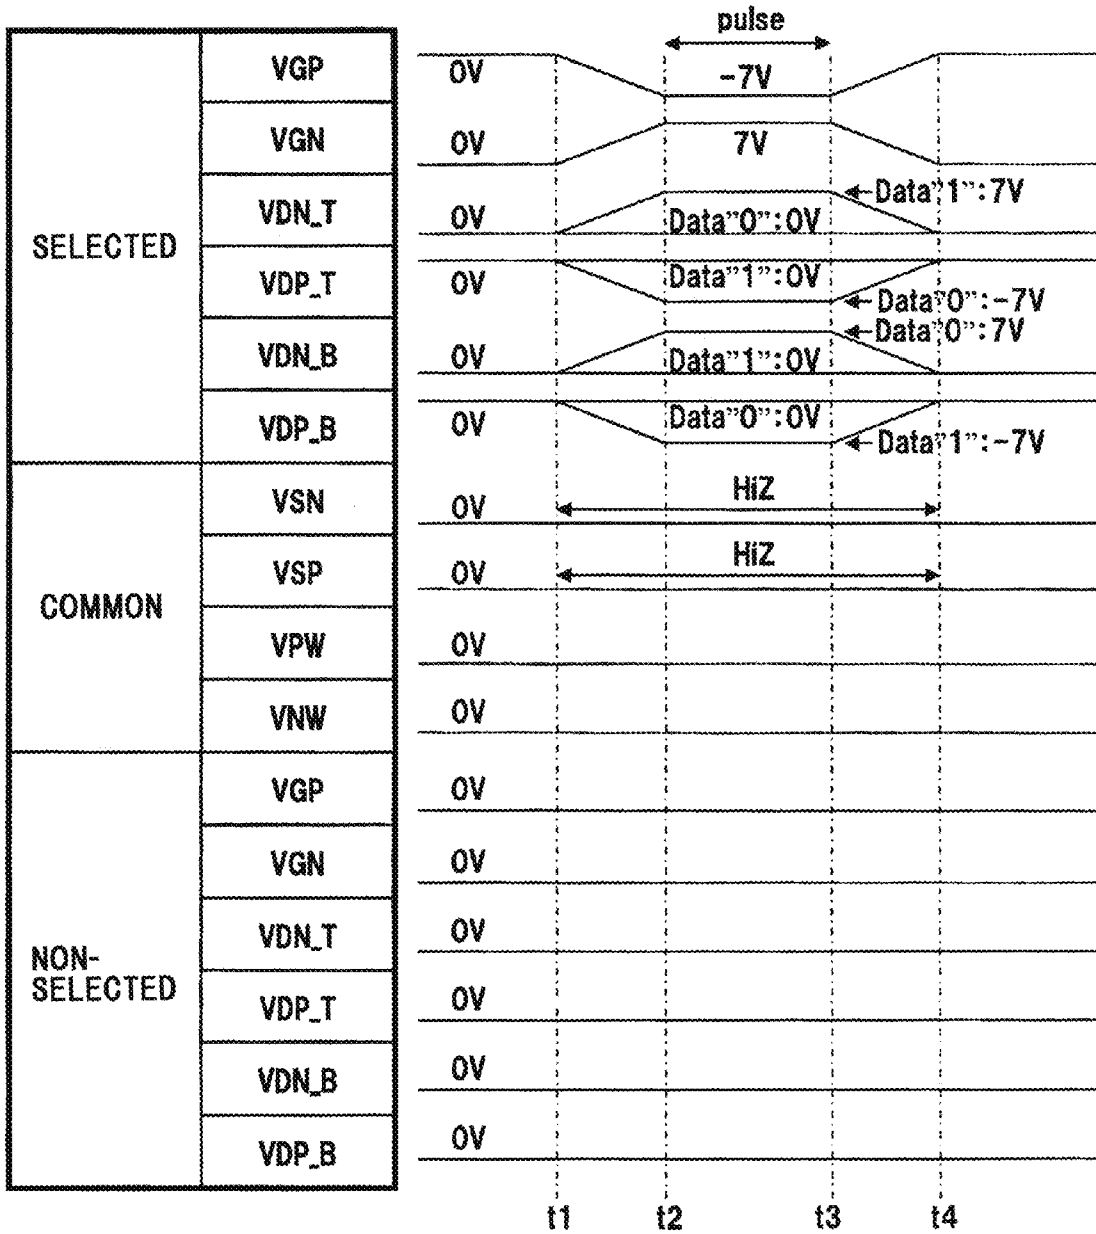 pulse
VGP 0V -7V
VGN 0V 7V
VDN_T 0V Data"0":0V Data"1":7V
SELECTED
VDP_T 0V Data"1":0V Data"0":-7V
VDN_B 0V Data"1":0V Data"0":7V
VDP_B 0V Data"0":0V Data"1":-7V
VSN 0V HiZ
VSP 0V HiZ
COMMON
VPW 0V
VNW 0V
VGP 0V
VGN 0V
VDN_T 0V
NON-
SELECTED
VDP_T 0V
VDN_B 0V
VDP_B 0V
t1 t2 t3 t4